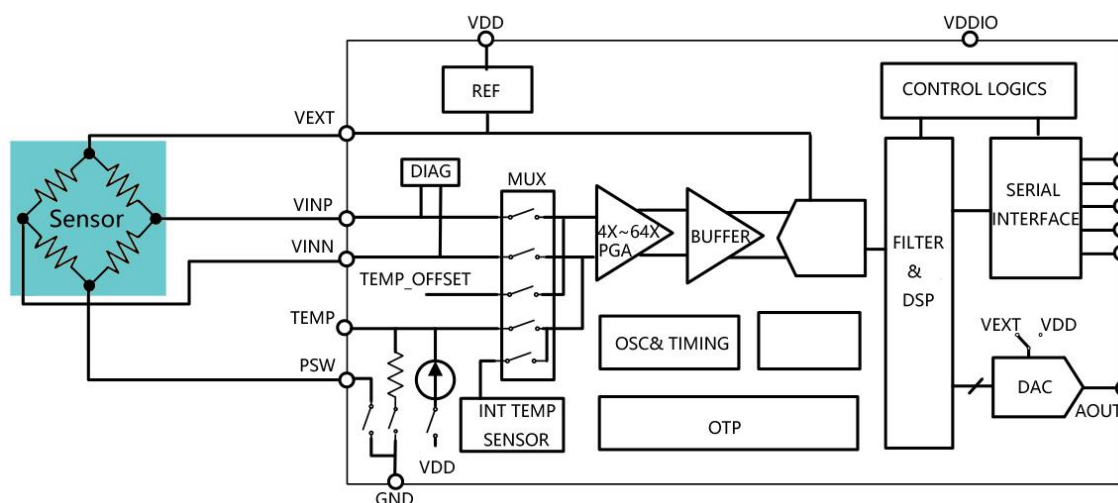 VDD
VDDIO
REF
CONTROL LOGICS
VEXT
DIAG
MUX
Sensor
VINP
SERIAL
INTERFACE
4X~64X
PGA
BUFFER
FILTER
&
DSP
VINN
TEMP_OFFSET
TEMP
OSC& TIMING
VEXT
VDD
PSW
DAC
INT TEMP
SENSOR
OTP
AOUT
VDD
GND